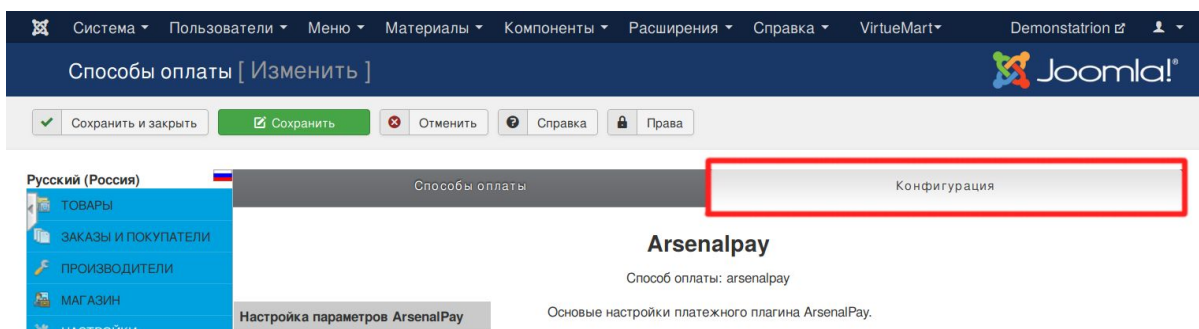 Система Пользователи Меню Материалы Компоненты Расширения Справка VirtueMart Demonstatrion
Способы оплаты [ Изменить ] Joomla!®
Сохранить и закрыть Сохранить Отменить Справка Права
Русский (Россия) Способы оплаты Конфигурация
ТОВАРЫ
ЗАКАЗЫ И ПОКУПАТЕЛИ
Arsenalpay
ПРОИЗВОДИТЕЛИ
Способ оплаты: arsenalpay
МАГАЗИН
Настройка параметров ArsenalPay Основые настройки платежного плагина ArsenalPay.
НАСТРОЙКИ